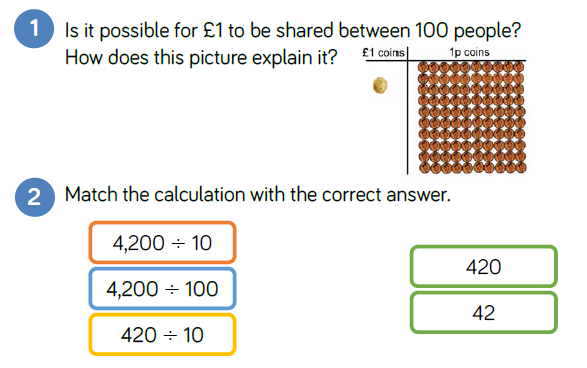 1 Is it possible for £1 to be shared between 100 people?
How does this picture explain it?
£1 coins 1p coins
2 Match the calculation with the correct answer.
4,200 ÷ 10
4,200 ÷ 100
420 ÷ 10
420
42